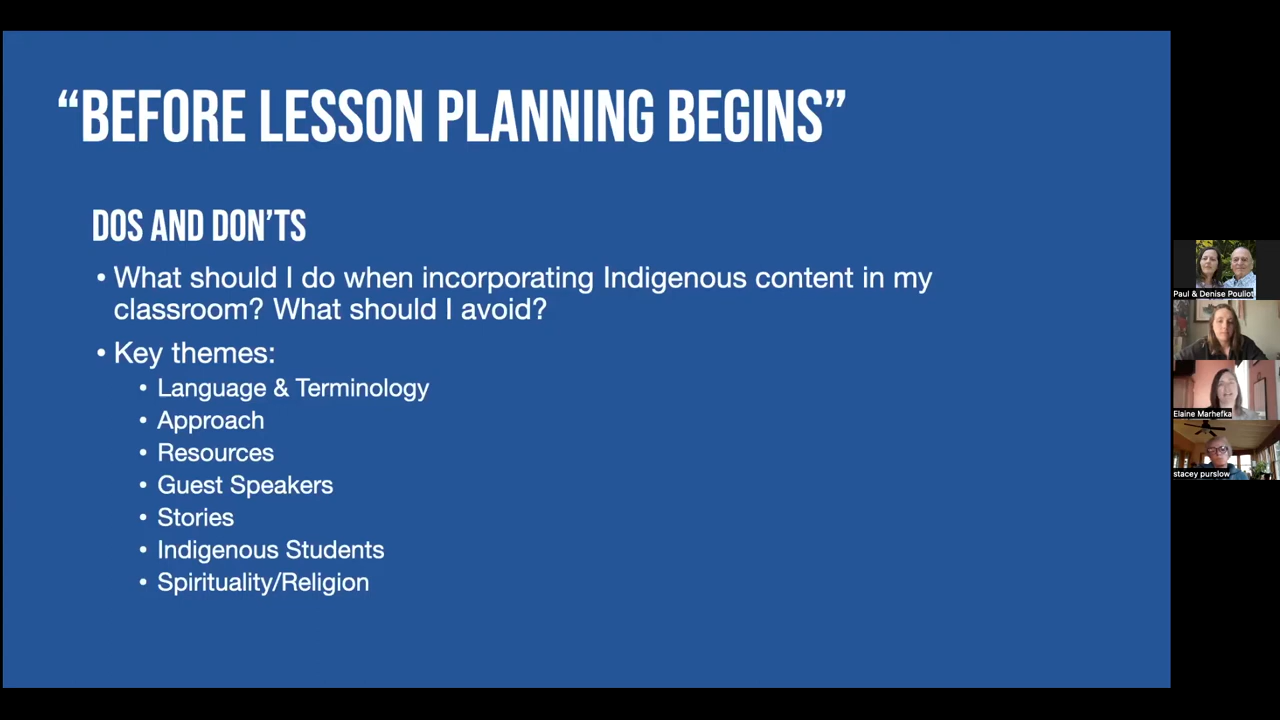 “BEFORE LESSON PLANNING BEGINS”
DOS AND DON’TS
• What should I do when incorporating Indigenous content in my
classroom? What should I avoid?
• Key themes:
• Language & Terminology
• Approach
• Resources
• Guest Speakers
• Stories
• Indigenous Students
• Spirituality/Religion
Paul & Denise Pouliot
Elaine Marhefka
stacey purslow